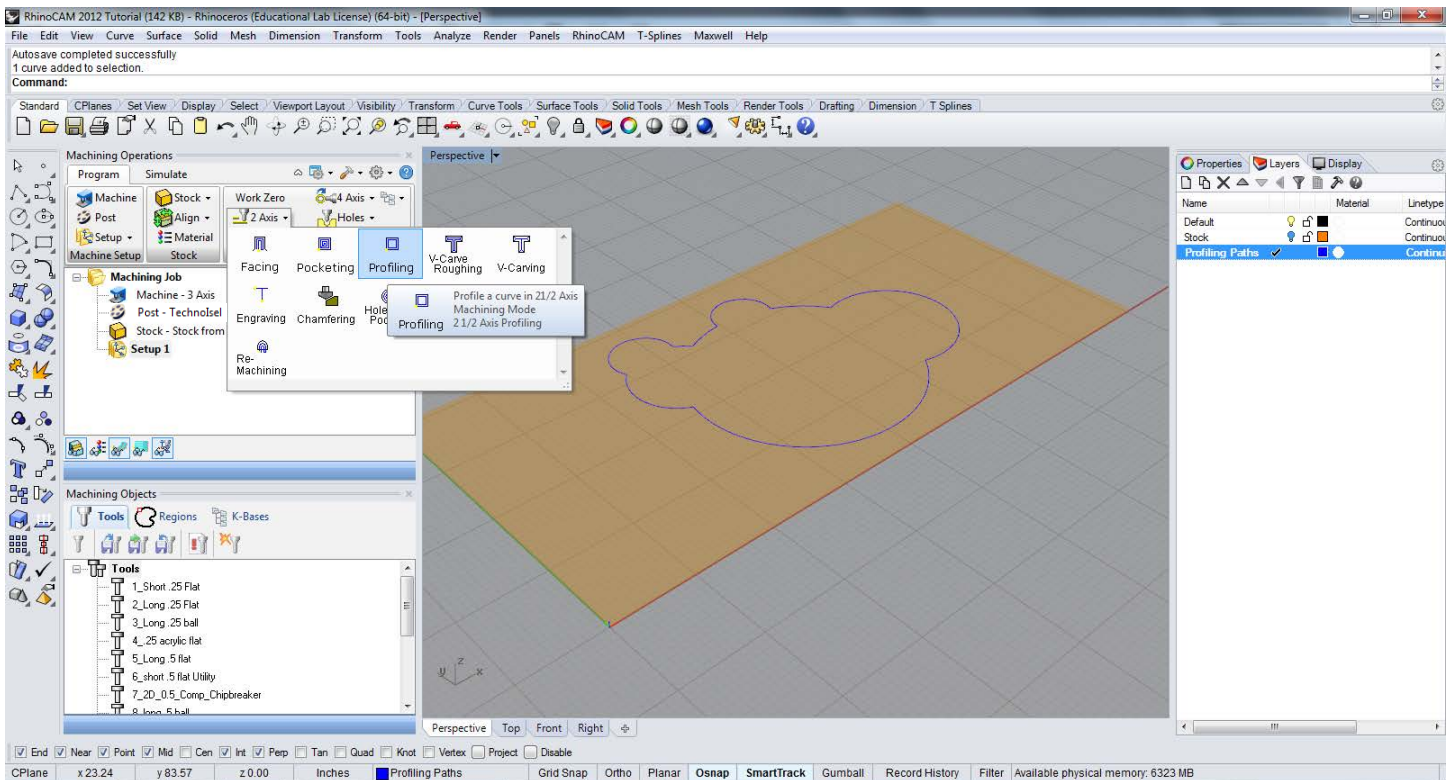 RhinoCAM 2012 Tutorial (142 KB) - Rhinoceros (Educational Lab License) (64-bit) - [Perspective]
File Edit View Curve Surface Solid Mesh Dimension Transform Tools Analyze Render Panels RhinoCAM T-Splines Maxwell Help
Autosave completed successfully
1 curve added to selection.
Command:
Standard CPlanes Set View Display Select Viewport Layout Visibility Transform Curve Tools Surface Tools Solid Tools Mesh Tools Render Tools Drafting Dimension T Splines
Machining Operations
Program Simulate
Machine Stock Work Zero 4 Axis
Post Align 2 Axis Holes
Setup Material
Machine Setup Stock
Facing Pocketing Profiling V-Carve Roughing V-Carving
Engraving Chamfering Hole
Re-Machining
Profiling
Profile a curve in 21/2 Axis
Machining Mode
2 1/2 Axis Profiling
Machining Job
Machine - 3 Axis
Post - TechnoIsel
Stock - Stock from
Setup 1
Machining Objects
Tools Regions K-Bases
Tools
1_Short .25 Flat
2_Long .25 Flat
3_Long .25 ball
4_.25 acrylic flat
5_Long .5 flat
6_short .5 flat Utility
7_2D_0.5_Comp_Chipbreaker
8_long .5 ball
Perspective
z
y x
Perspective Top Front Right
Properties Layers Display
Name Material Linetype
Default Continuou
Stock Continuou
Profiling Paths Continu
End Near Point Mid Cen Int Perp Tan Quad Knot Vertex Project Disable
CPlane x 23.24 y 83.57 z 0.00 Inches Profiling Paths Grid Snap Ortho Planar Osnap SmartTrack Gumball Record History Filter Available physical memory: 6323 MB